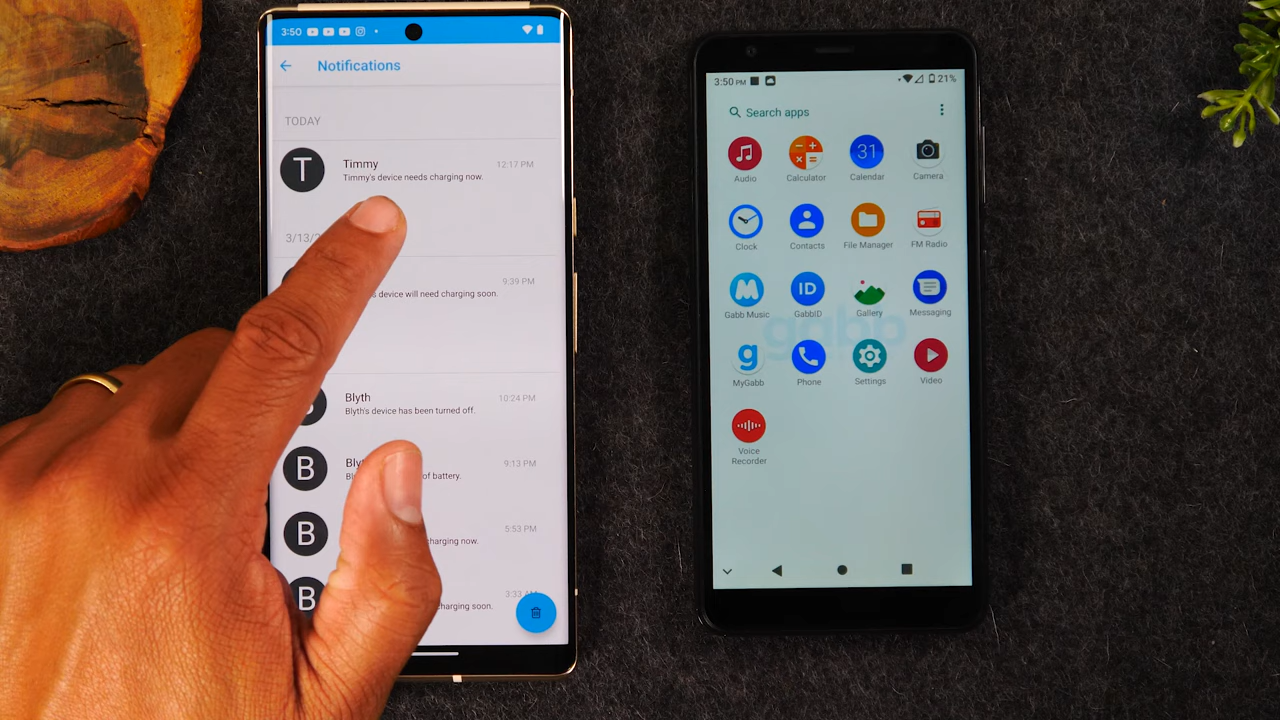 3:50
Notifications
TODAY
Timmy
12:17 PM
Timmy's device needs charging now.
3/13/
9:39 PM
device will need charging soon.
Blyth
10:24 PM
Blyth's device has been turned off.
9:13 PM
of battery.
5:53 PM
charging now.
3:33
charging soon.
T
B
B
B
3:50 PM
21%
Search apps
31
Audio
Calculator
Calendar
Camera
Clock
Contacts
File Manager
FM Radio
ID
Gabb Music
GabbID
Gallery
Messaging
gabb
g
MyGabb
Phone
Settings
Video
Voice
Recorder